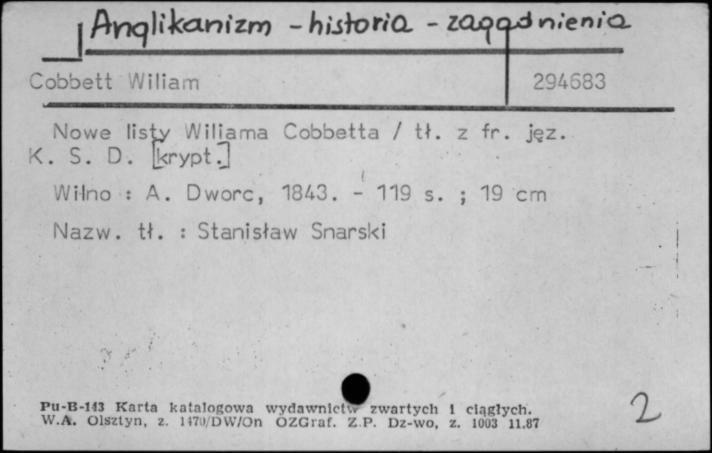 Anglikanizm - historia - zagadnienia
Cobbett Wiliam 294683
Nowe listy Wiliama Cobbetta / tł. z fr. jęz.
K. S. D. [krypt.]
Wilno : A. Dworc, 1843. - 119 s. ; 19 cm
Nazw. tł. : Stanisław Snarski
Pu-B-143 Karta katalogowa wydawnictw zwartych i ciągłych.
W.A. Olsztyn, z. 1470/DW/On OZGraf. Z.P. Dz-wo, z. 1003 11.87
2